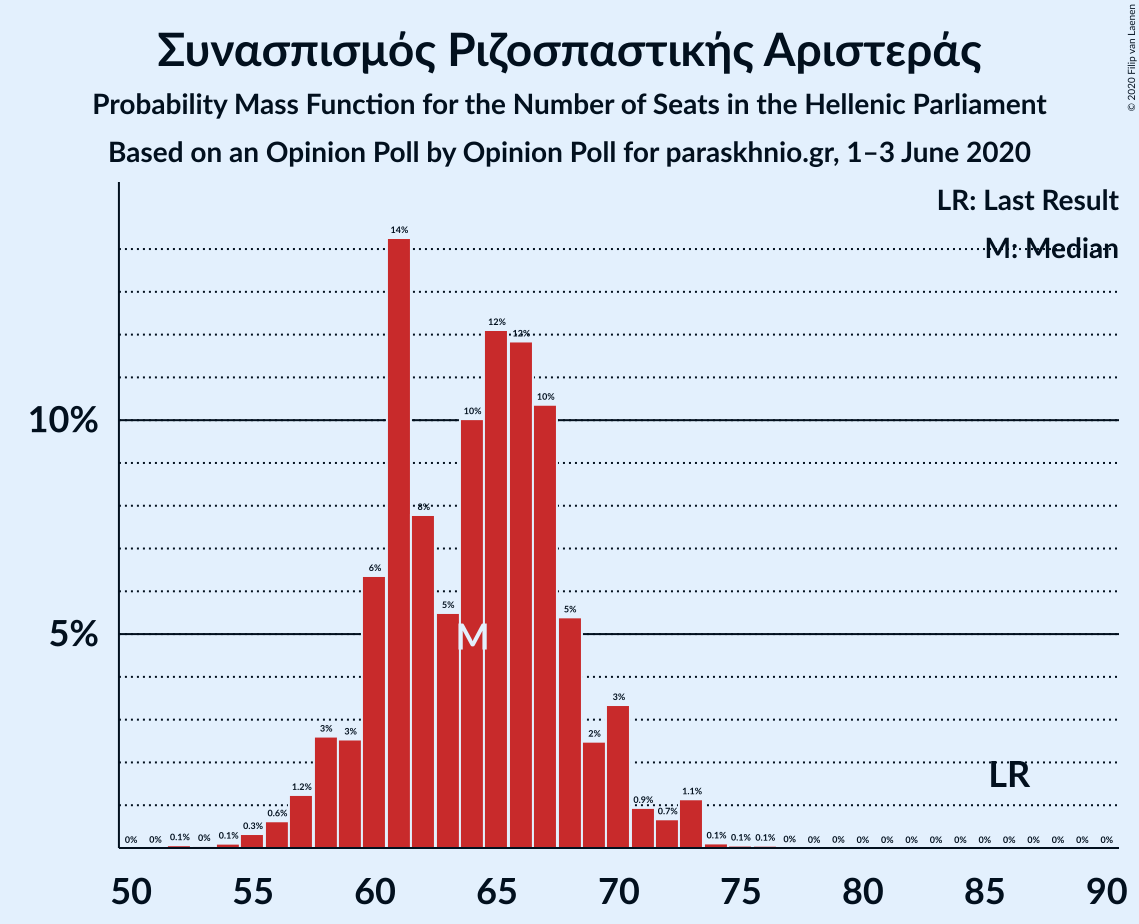 Συνασπισμός Ριζοσπαστικής Αριστεράς
Probability Mass Function for the Number of Seats in the Hellenic Parliament
Based on an Opinion Poll by Opinion Poll for paraskhnio.gr, 1–3 June 2020
© 2020 Filip van Laenen
LR: Last Result
M: Median
10%
5%
0% 0% 0.1% 0% 0.1% 0.3% 0.6% 1.2% 3% 3% 6% 14% 8% 5% 10% 12% 12% 10% 5% 2% 3% 0.9% 0.7% 1.1% 0.1% 0.1% 0.1% 0% 0% 0% 0% 0% 0% 0% 0% 0% 0% 0% 0% 0% 0%
M
LR
50 55 60 65 70 75 80 85 90